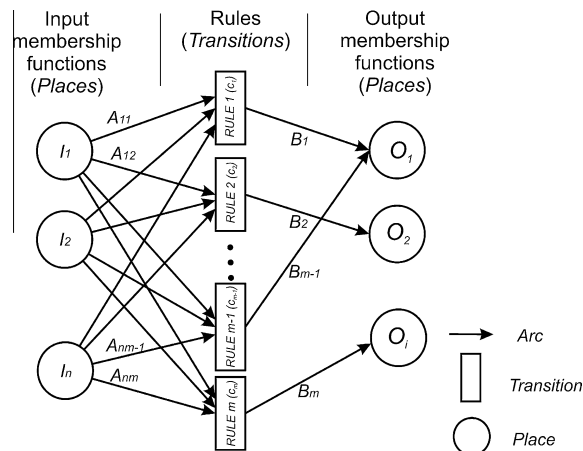 Input
membership
functions
(Places)
Rules
(Transitions)
Output
membership
functions
(Places)
A11
A12
Anm-1
Anm
I1
I2
In
RULE 1 (c1)
RULE 2 (c2)
RULE m-1 (cm-1)
RULE m (cm)
B1
B2
Bm-1
Bm
O1
O2
Oi
Arc
Transition
Place